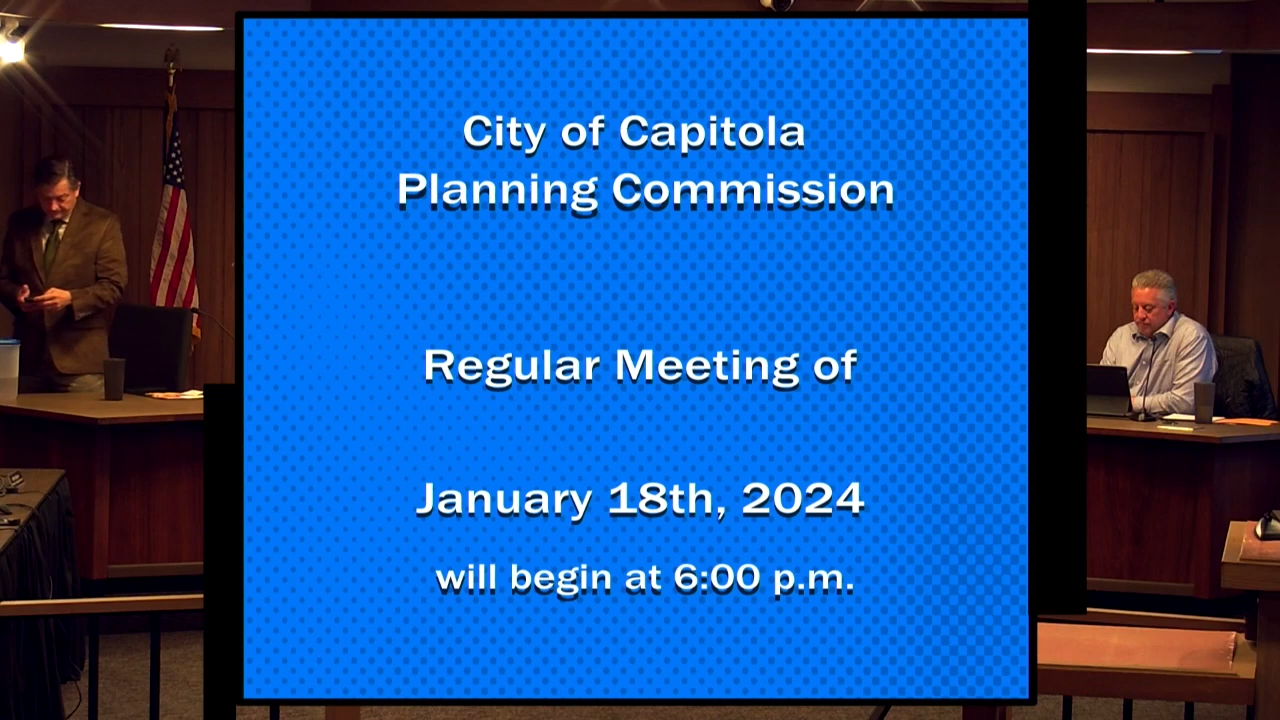 City of Capitola
Planning Commission
Regular Meeting of
January 18th, 2024
will begin at 6:00 p.m.